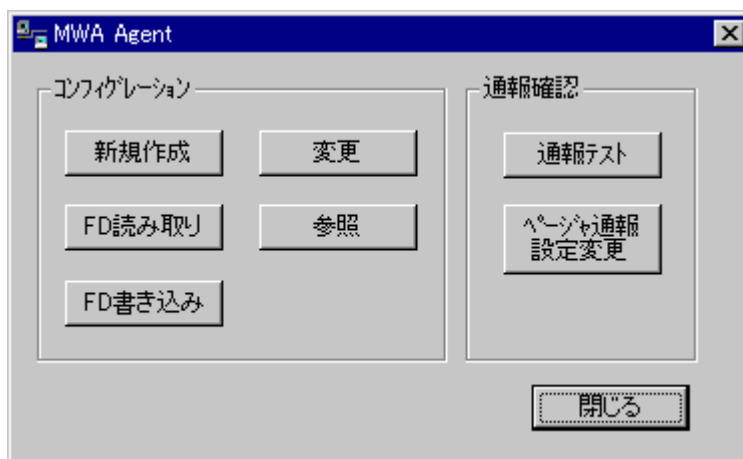 MWA Agent
ｺﾝﾌｨｸﾞﾚｰｼｮﾝ
新規作成
変更
FD読み取り
参照
FD書き込み
通報確認
通報ﾃｽﾄ
ﾍﾟｰｼﾞｬ通報
設定変更
閉じる